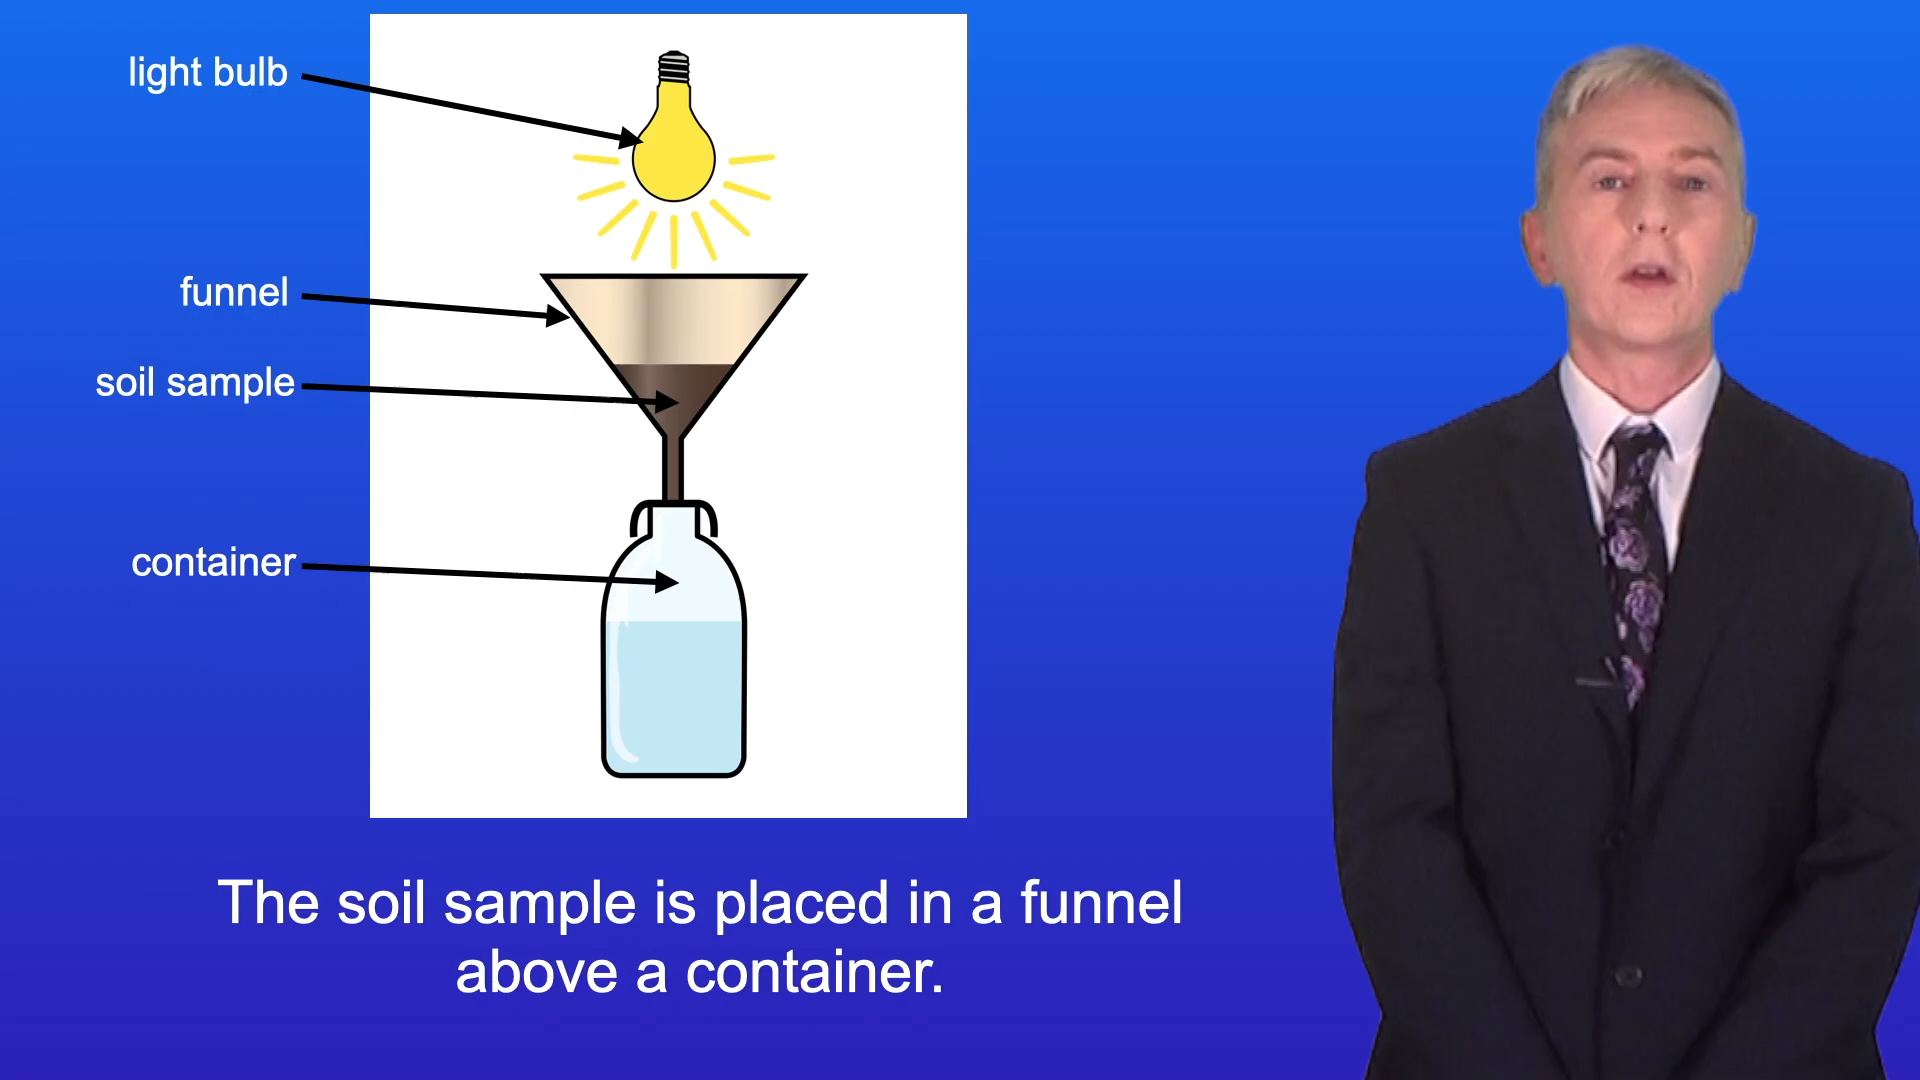 light bulb
funnel
soil sample
container
The soil sample is placed in a funnel
above a container.